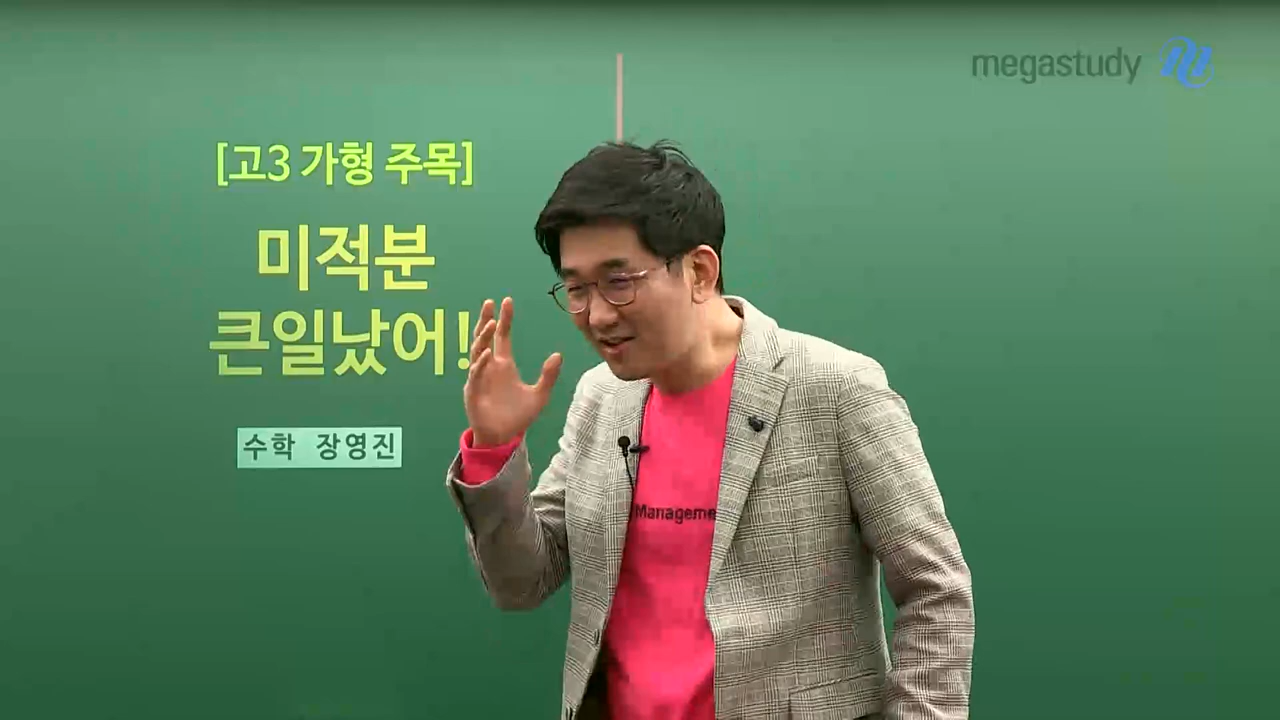 megastudy
[고3 가형 주목]
미적분
큰일났어!
수학 장영진
Manageme